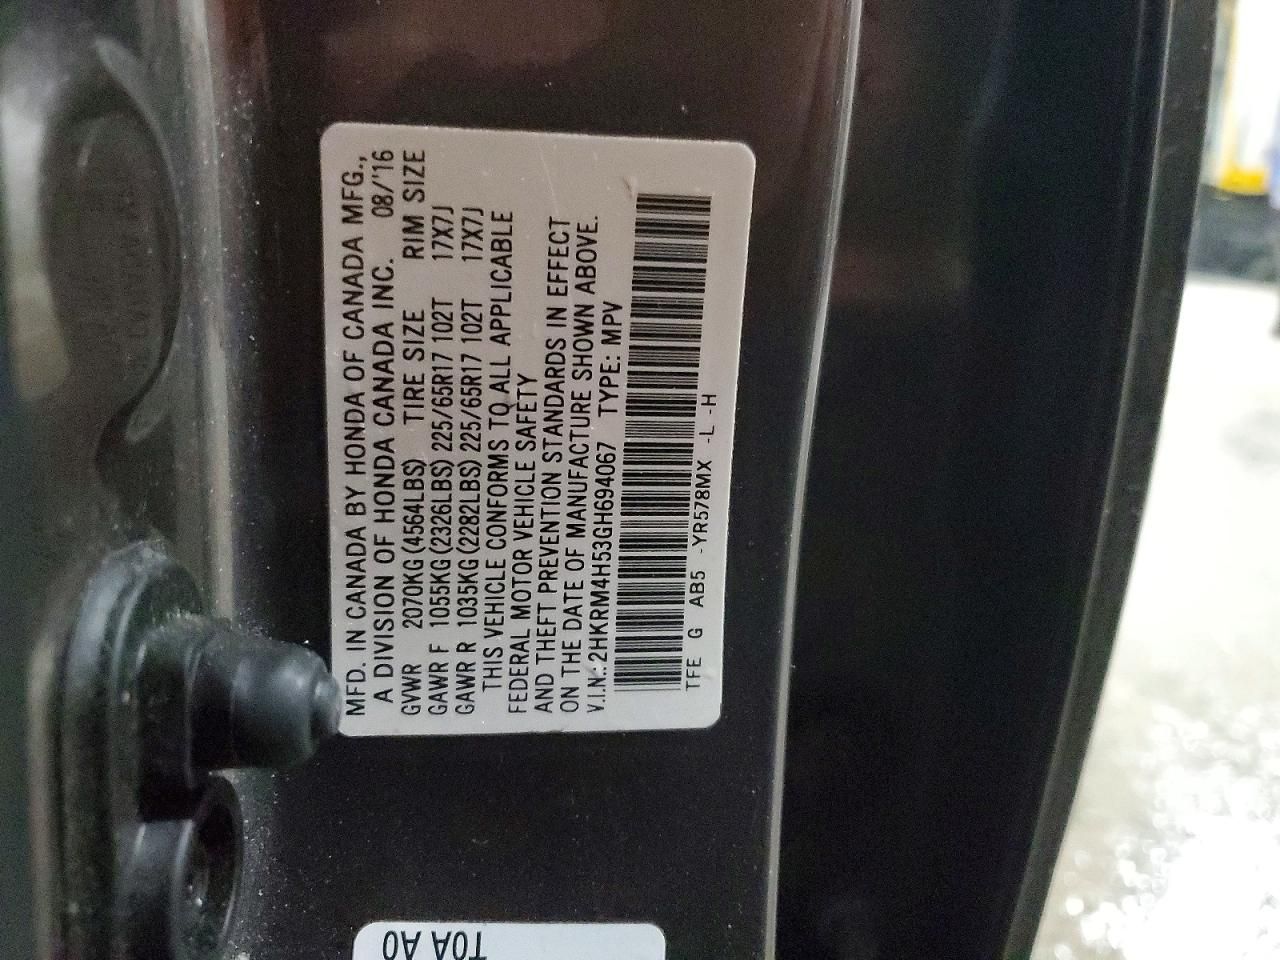 MFD. IN CANADA BY HONDA OF CANADA MFG.,
A DIVISION OF HONDA CANADA INC. 08/'16
GVWR 2070KG(4564LBS) TIRE SIZE RIM SIZE
GAWR F 1055KG(2326LBS) 225/65R17 102T 17X7J
GAWR R 1035KG(2282LBS) 225/65R17 102T 17X7J
THIS VEHICLE CONFORMS TO ALL APPLICABLE
FEDERAL MOTOR VEHICLE SAFETY
AND THEFT PREVENTION STANDARDS IN EFFECT
ON THE DATE OF MANUFACTURE SHOWN ABOVE.
V.I.N.: 2HKRM4H53GH694067 TYPE: MPV
TFE G AB5 -YR578MX -L -H
T0A A0